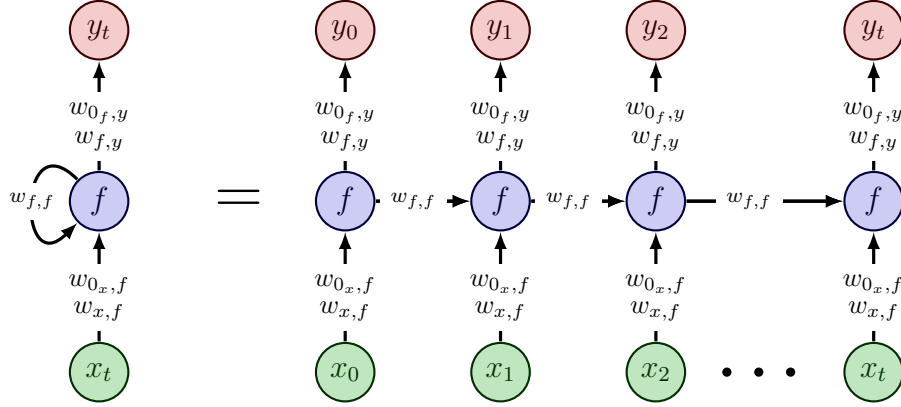 y_t y_0 y_1 y_2 y_t
w_{0_f,y} w_{0_f,y} w_{0_f,y} w_{0_f,y} w_{0_f,y}
w_{f,y} w_{f,y} w_{f,y} w_{f,y} w_{f,y}
w_{f,f} f = f w_{f,f} f w_{f,f} f w_{f,f} f
w_{0_x,f} w_{0_x,f} w_{0_x,f} w_{0_x,f} w_{0_x,f}
w_{x,f} w_{x,f} w_{x,f} w_{x,f} w_{x,f}
x_t x_0 x_1 x_2 • • • x_t